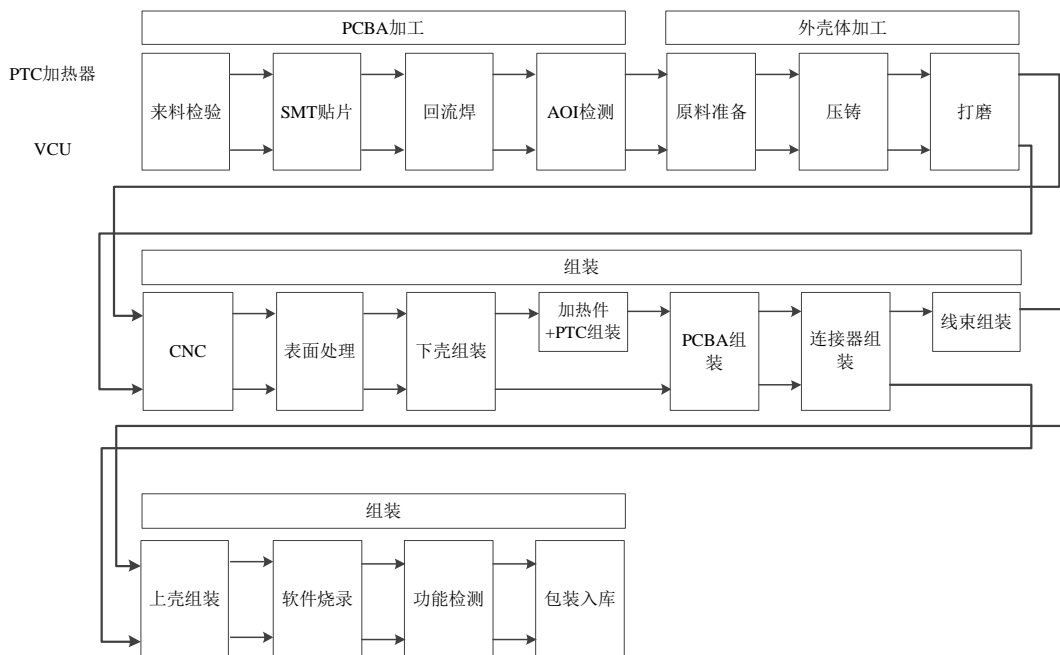 PCBA加工
外壳体加工
PTC加热器
VCU
来料检验
SMT贴片
回流焊
AOI检测
原料准备
压铸
打磨
组装
CNC
表面处理
下壳组装
加热件
+PTC组装
PCBA组
装
连接器组
装
线束组装
组装
上壳组装
软件烧录
功能检测
包装入库